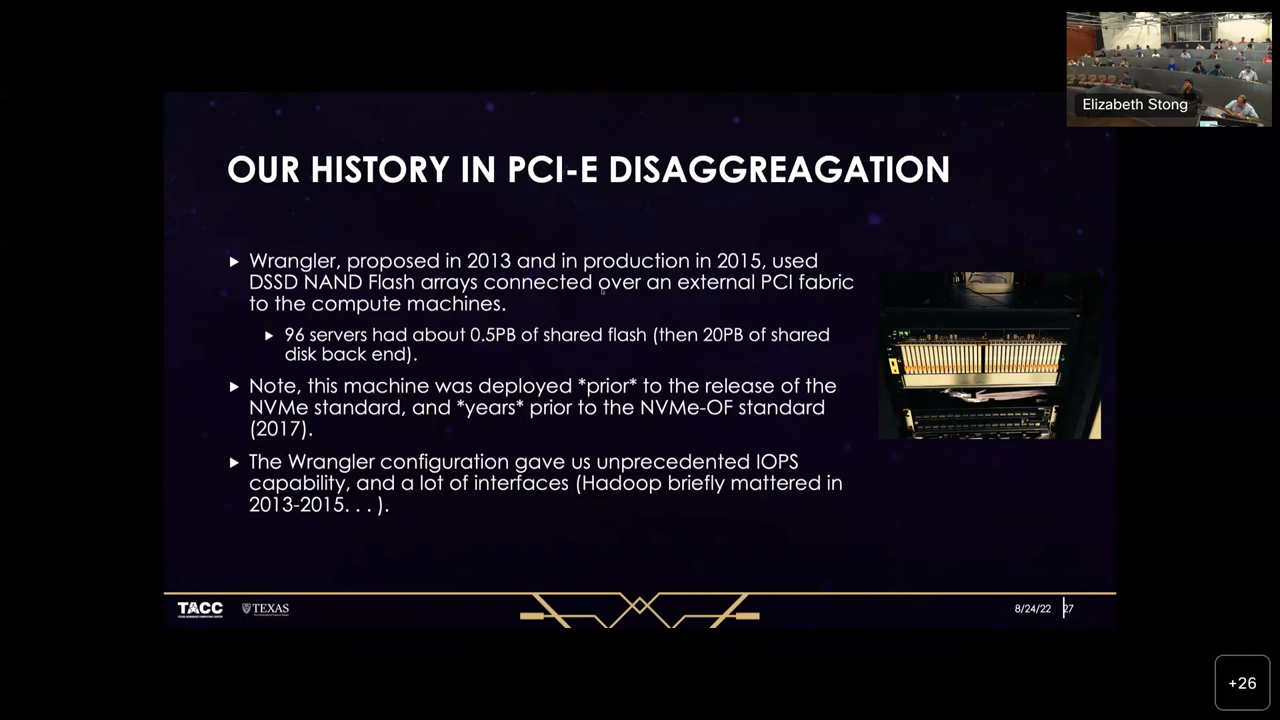 Elizabeth Stong
OUR HISTORY IN PCI-E DISAGGREAGATION
Wrangler, proposed in 2013 and in production in 2015, used
DSSD NAND Flash arrays connected over an external PCI fabric
to the compute machines.
96 servers had about 0.5PB of shared flash (then 20PB of shared
disk back end).
Note, this machine was deployed *prior* to the release of the
NVMe standard, and *years* prior to the NVMe-OF standard
(2017).
The Wrangler configuration gave us unprecedented IOPS
capability, and a lot of interfaces (Hadoop briefly mattered in
2013-2015. . . ).
TACC
TEXAS
8/24/22
27
+26